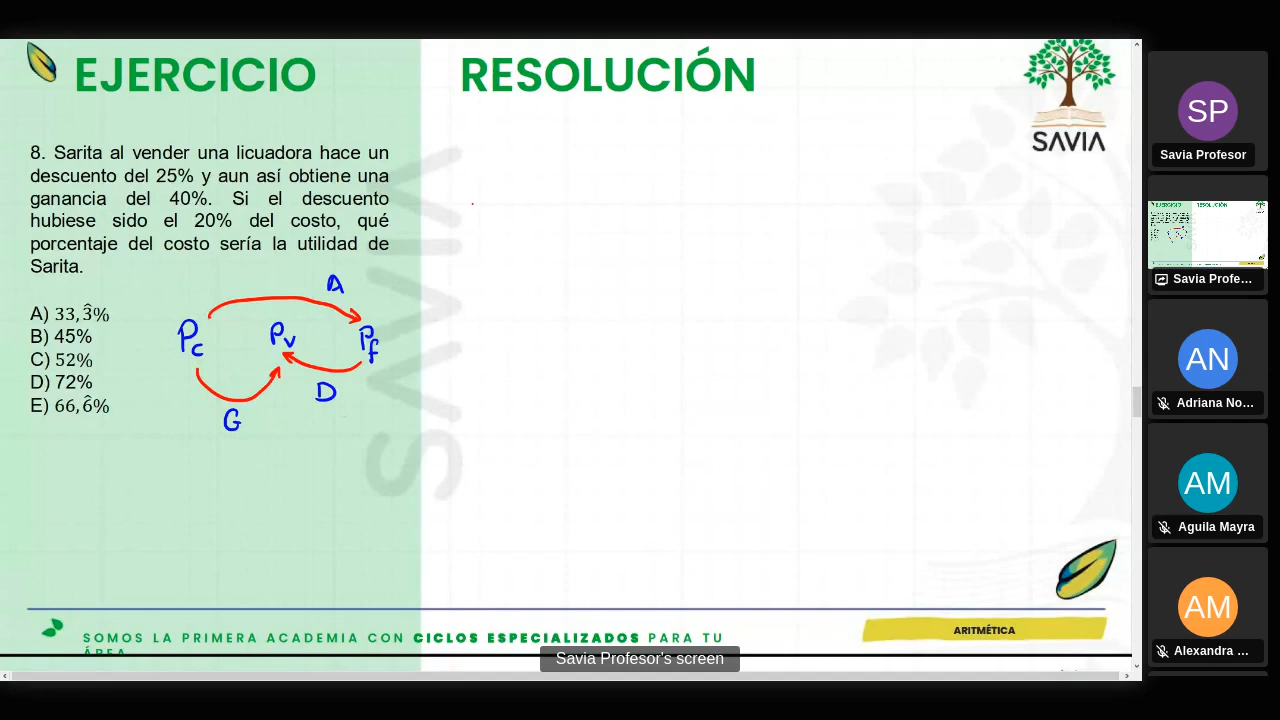 EJERCICIO
RESOLUCIÓN
SAVIA
8. Sarita al vender una licuadora hace un
descuento del 25% y aun así obtiene una
ganancia del 40%. Si el descuento
hubiese sido el 20% del costo, qué
porcentaje del costo sería la utilidad de
Sarita.
A) 33,3̂%
B) 45%
C) 52%
D) 72%
E) 66,6̂%
A
Pc Pv Pf
D
G
SAVIA
SOMOS LA PRIMERA ACADEMIA CON CICLOS ESPECIALIZADOS PARA TU
ÁREA
ARITMÉTICA
Savia Profesor's screen
SP
Savia Profesor
Savia Profe...
AN
Adriana No...
AM
Aguila Mayra
AM
Alexandra ...